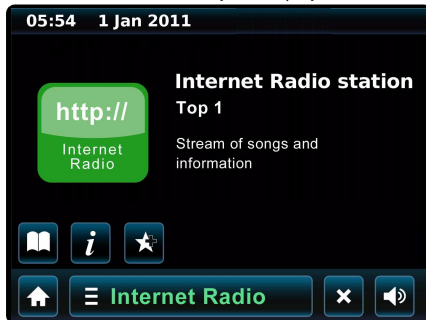 05:54 1 Jan 2011
Internet Radio station
Top 1
http://
Internet
Radio
Stream of songs and
information
i
Internet Radio